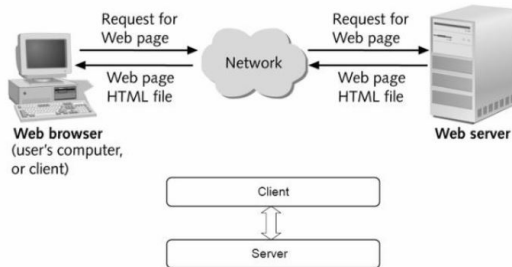 Request for
Web page
Request for
Web page
Network
Web page
HTML file
Web page
HTML file
Web browser
(user's computer,
or client)
Web server
Client
Server